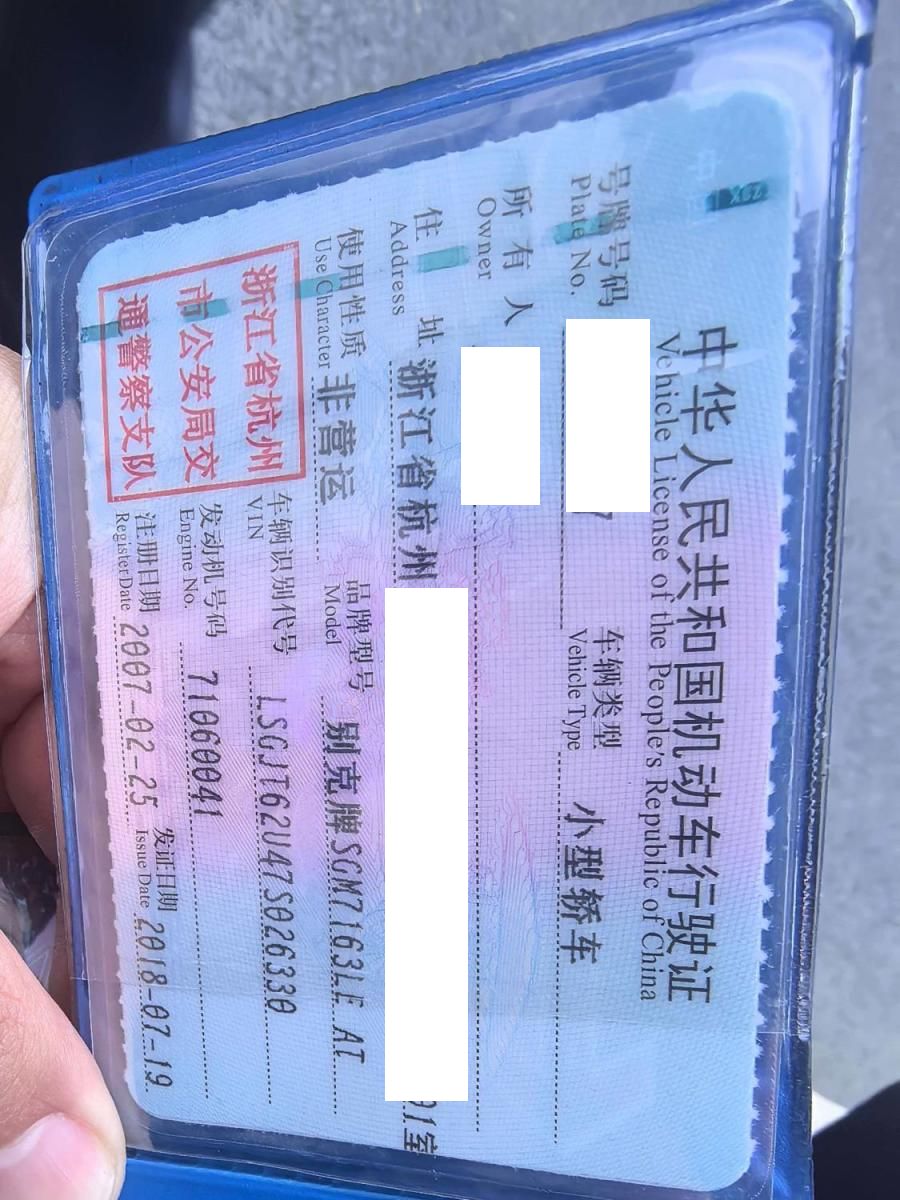 中华人民共和国机动车行驶证
Vehicle License of the People's Republic of China
号牌号码
Plate No.
7
车辆类型
Vehicle Type
小型轿车
所有人
Owner
住址
Address
浙江省杭州
01室
使用性质
Use Character
非营运
品牌型号
Model
别克牌SGM7163LE AT
浙江省杭州
市公安局交
通警察支队
车辆识别代号
VIN
LSGJT62U47S026330
发动机号码
Engine No.
71060041
注册日期
Register Date
2007-02-25
发证日期
Issue Date
2018-07-19